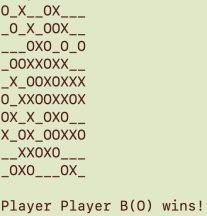 O_X__OX___
_O_X_OOX__
___OXO_O_O
_OOXXOXX__
_X_OOXOXXX
O_XXOOXXOX
OX_X_OXO__
X_OX_OOXXO
__XXOXO___
_OXO___OX_
Player Player B(O) wins!